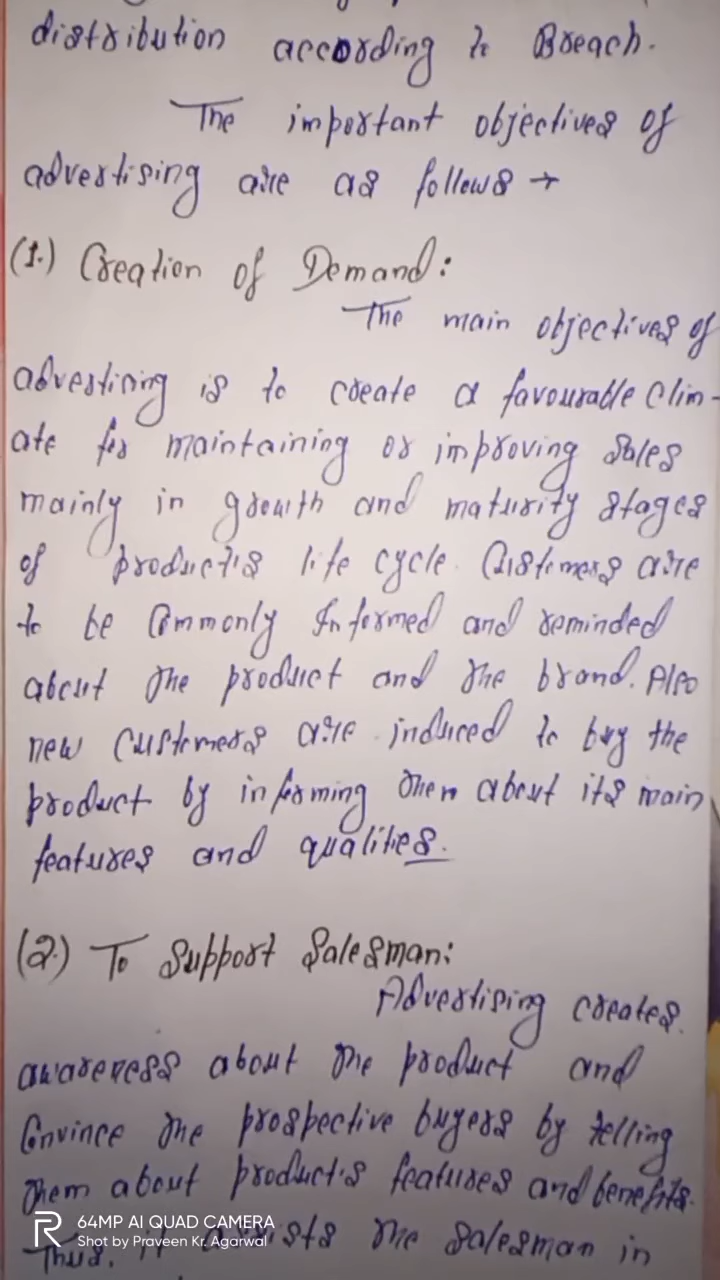 distribution according to Breach.
The important objectives of
advertising are as follows →
(1.) Creation of Demand:
The main objectives of
advertising is to create a favourable Clim-
ate for maintaining or improving Sales
mainly in growth and maturity stages
of product's life cycle. Customers are
to be Commonly Informed and reminded
about the product and the brand. Also
new Customers are induced to buy the
product by informing them about its main
features and qualities.
(2.) To Support Salesman:
Advertising creates
awareness about the product and
Convince the prospective buyers by telling
them about product's features and benefits.
Thus, it assists the salesman in
64MP AI QUAD CAMERA
Shot by Praveen Kr. Agarwal